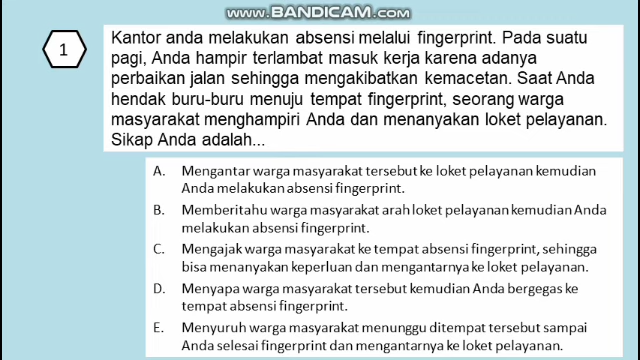 www.BANDICAM.com
1
Kantor anda melakukan absensi melalui fingerprint. Pada suatu
pagi, Anda hampir terlambat masuk kerja karena adanya
perbaikan jalan sehingga mengakibatkan kemacetan. Saat Anda
hendak buru-buru menuju tempat fingerprint, seorang warga
masyarakat menghampiri Anda dan menanyakan loket pelayanan.
Sikap Anda adalah...
A. Mengantar warga masyarakat tersebut ke loket pelayanan kemudian
Anda melakukan absensi fingerprint.
B. Memberitahu warga masyarakat arah loket pelayanan kemudian Anda
melakukan absensi fingerprint.
C. Mengajak warga masyarakat ke tempat absensi fingerprint, sehingga
bisa menanyakan keperluan dan mengantarnya ke loket pelayanan.
D. Menyapa warga masyarakat tersebut kemudian Anda bergegas ke
tempat absensi fingerprint.
E. Menyuruh warga masyarakat menunggu ditempat tersebut sampai
Anda selesai fingerprint dan mengantarnya ke loket pelayanan.